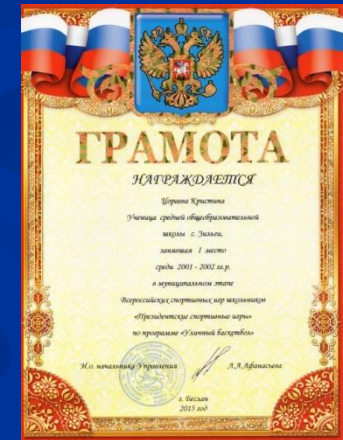 ГРАМОТА
НАГРАЖДАЕТСЯ
Цораева Кристина
Ученица средней общеобразовательной
школы с. Зильги,
занявшая 1 место
среди 2001 - 2002 гг.р.
в муниципальном этапе
Всероссийских спортивных игр школьников
«Президентские спортивные игры»
по программе «Уличный баскетбол»
И.о. начальника Управления А.А.Афанасьева
г. Беслан
2015 год